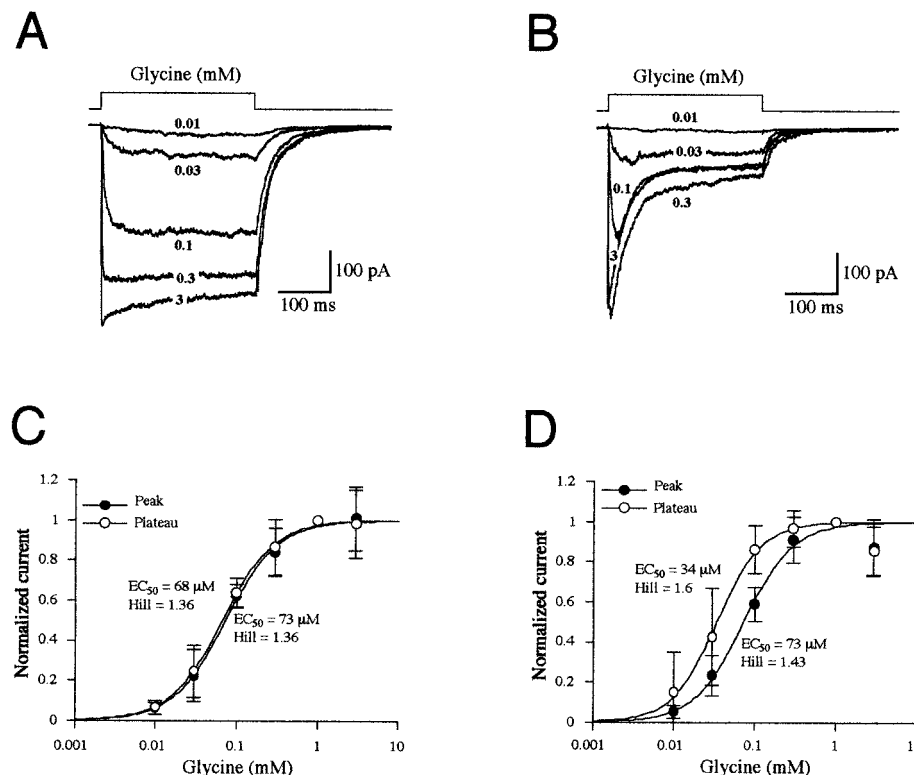 A
Glycine (mM)
0.01
0.03
0.1
0.3
3
100 pA
100 ms
B
Glycine (mM)
0.01
0.03
0.1
0.3
3
100 pA
100 ms
C
Normalized current
1.2
1
0.8
0.6
0.4
0.2
0
Peak
Plateau
EC50 = 68 µM
Hill = 1.36
EC50 = 73 µM
Hill = 1.36
0.001
0.01
0.1
1
10
Glycine (mM)
D
Normalized current
1.2
1
0.8
0.6
0.4
0.2
0
Peak
Plateau
EC50 = 34 µM
Hill = 1.6
EC50 = 73 µM
Hill = 1.43
0.001
0.01
0.1
1
10
Glycine (mM)